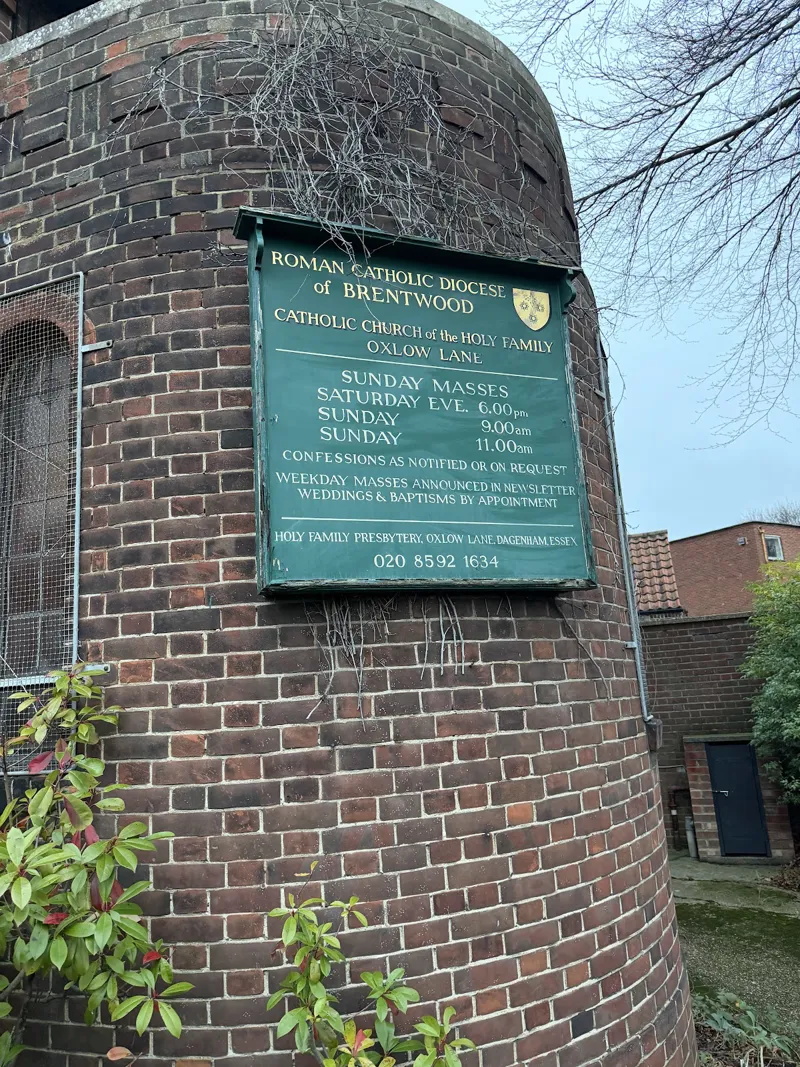 ROMAN CATHOLIC DIOCESE
of BRENTWOOD
CATHOLIC CHURCH of the HOLY FAMILY
OXLOW LANE
SUNDAY MASSES
SATURDAY EVE. 6.00pm
SUNDAY 9.00am
SUNDAY 11.00am
CONFESSIONS AS NOTIFIED OR ON REQUEST
WEEKDAY MASSES ANNOUNCED IN NEWSLETTER
WEDDINGS & BAPTISMS BY APPOINTMENT
HOLY FAMILY PRESBYTERY, OXLOW LANE, DAGENHAM, ESSEX
020 8592 1634